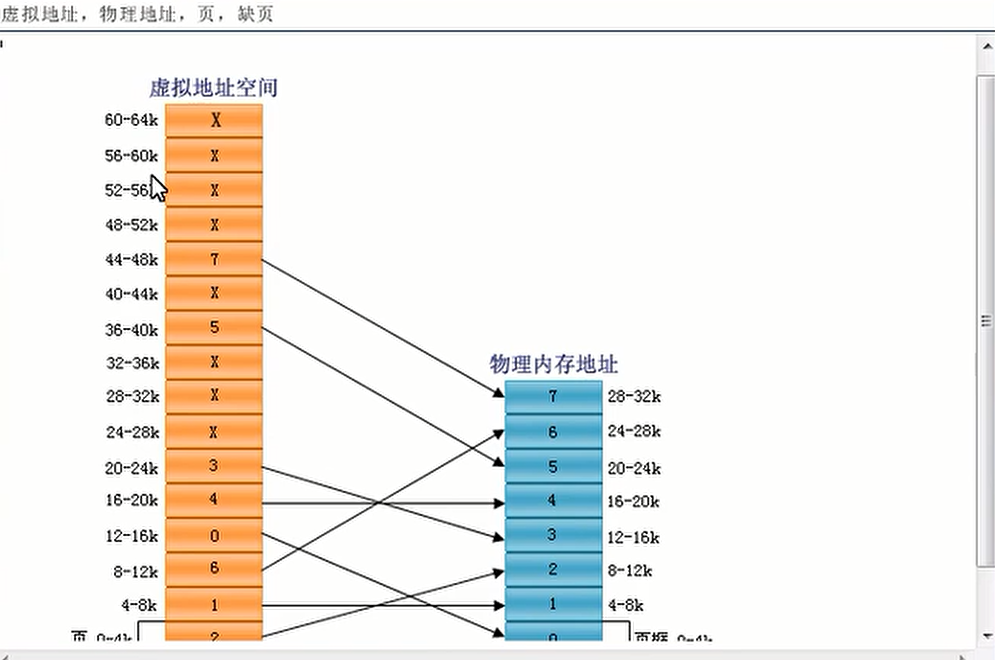 虚拟地址, 物理地址, 页, 缺页
虚拟地址空间
60-64k X
56-60k X
52-56 X
48-52k X
44-48k 7
40-44k X
36-40k 5
32-36k X
物理内存地址
28-32k X 7 28-32k
24-28k X 6 24-28k
20-24k 3 5 20-24k
16-20k 4 4 16-20k
12-16k 0 3 12-16k
8-12k 6 2 8-12k
4-8k 1 1 4-8k
页 0-4k 2 0 页框 0-4k